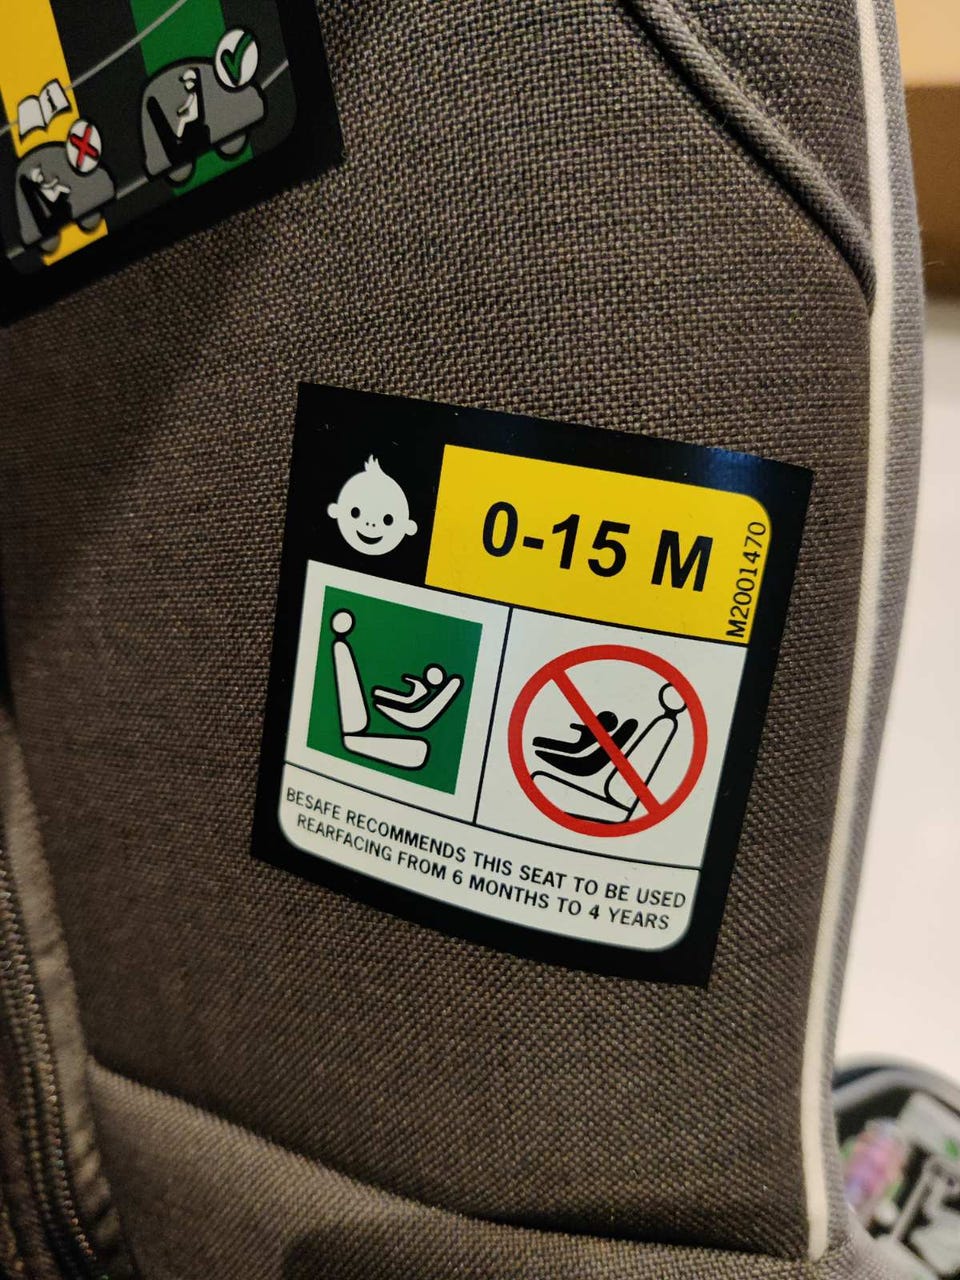 0-15 M
M2001470
BESAFE RECOMMENDS THIS SEAT TO BE USED
REARFACING FROM 6 MONTHS TO 4 YEARS